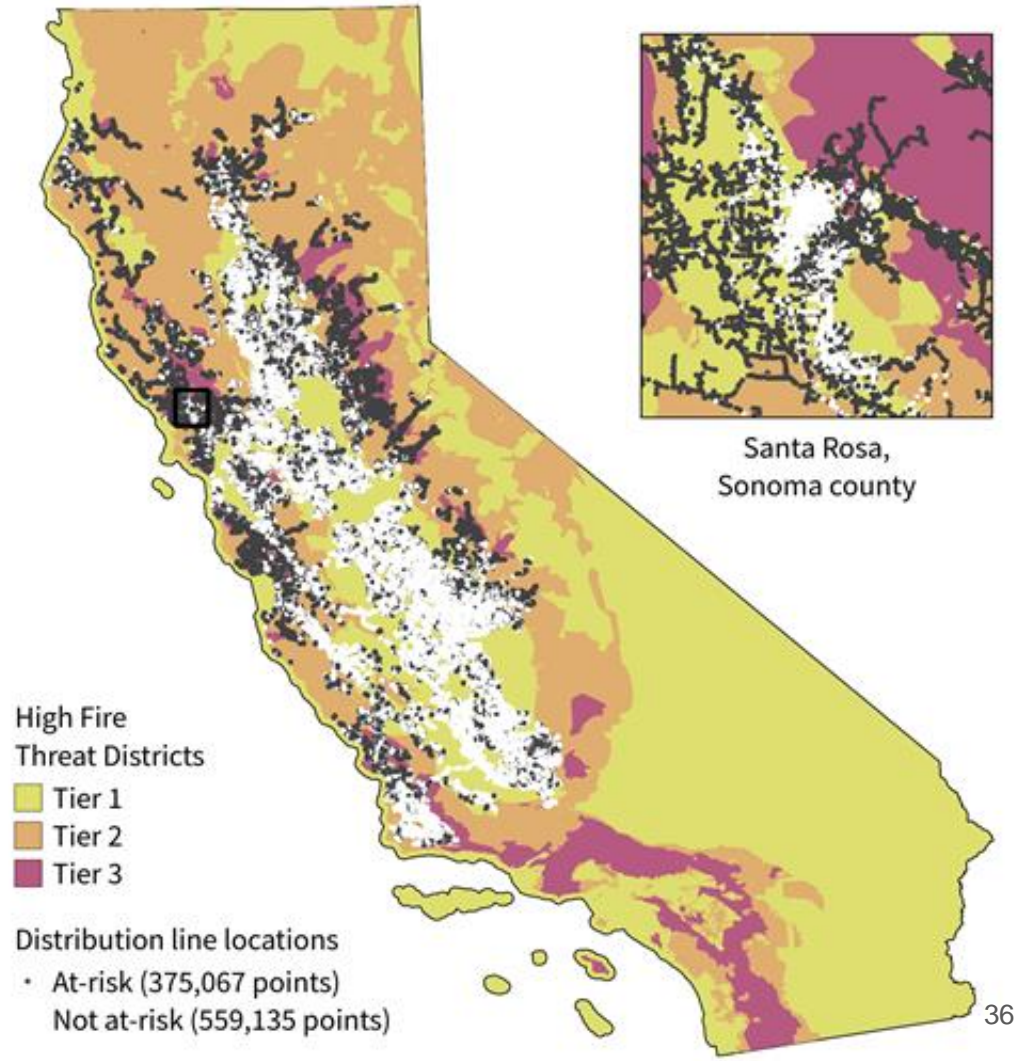 Santa Rosa,
Sonoma county
High Fire
Threat Districts
Tier 1
Tier 2
Tier 3
Distribution line locations
At-risk (375,067 points)
Not at-risk (559,135 points)
36